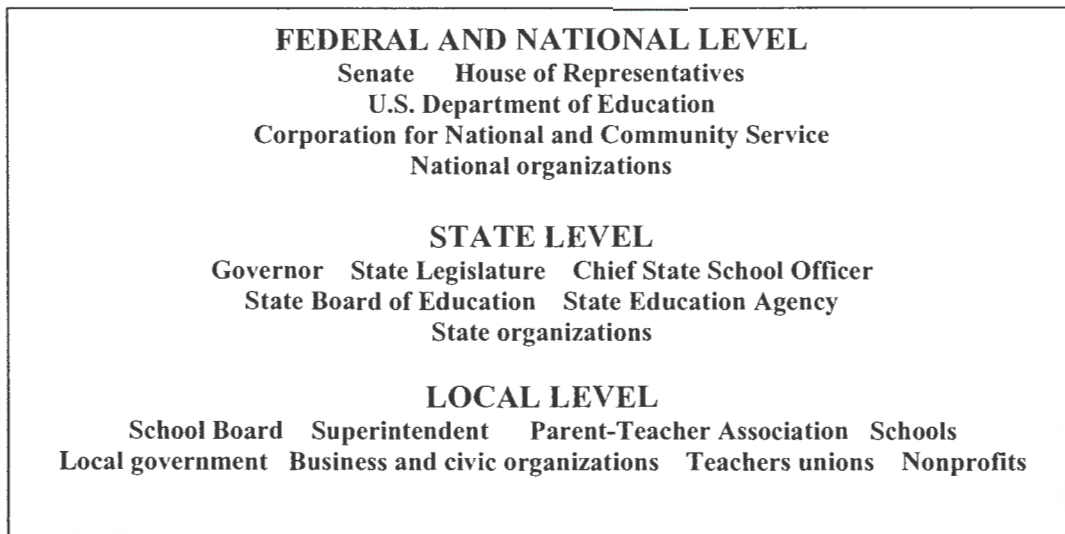 FEDERAL AND NATIONAL LEVEL
Senate House of Representatives
U.S. Department of Education
Corporation for National and Community Service
National organizations
STATE LEVEL
Governor State Legislature Chief State School Officer
State Board of Education State Education Agency
State organizations
LOCAL LEVEL
School Board Superintendent Parent-Teacher Association Schools
Local government Business and civic organizations Teachers unions Nonprofits